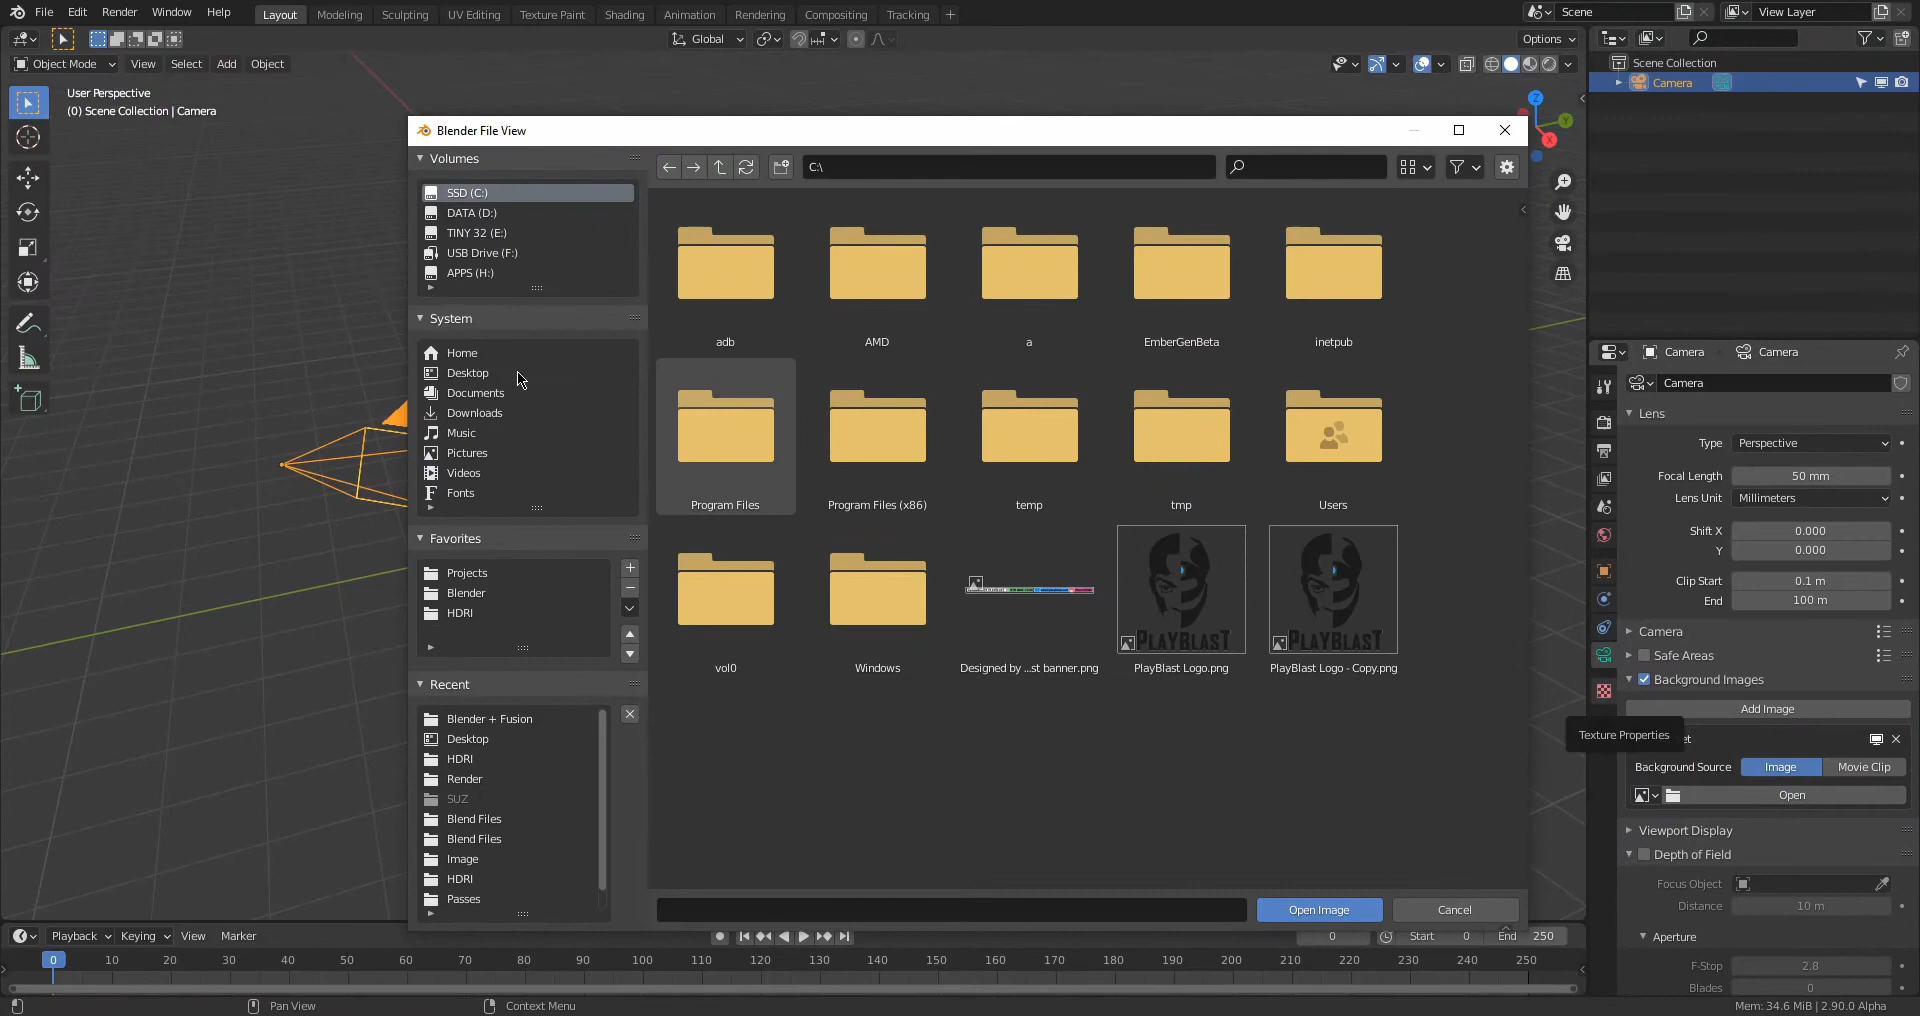 File Edit Render Window Help Layout Modeling Sculpting UV Editing Texture Paint Shading Animation Rendering Compositing Tracking + Scene View Layer
Global Options
Object Mode View Select Add Object
User Perspective
(0) Scene Collection | Camera
Z
Y
X
Blender File View
Volumes
SSD (C:)
DATA (D:)
TINY 32 (E:)
USB Drive (F:)
APPS (H:)
System
Home
Desktop
Documents
Downloads
Music
Pictures
Videos
Fonts
Favorites
Projects
Blender
HDRI
Recent
Blender + Fusion
Desktop
HDRI
Render
SUZ
Blend Files
Blend Files
Image
HDRI
Passes
C:\
adb AMD a EmberGenBeta inetpub
Program Files Program Files (x86) temp tmp Users
PLAYBLAST PLAYBLAST
vol0 Windows Designed by ...st banner.png PlayBlast Logo.png PlayBlast Logo - Copy.png
Open Image Cancel
Scene Collection
Camera
Camera Camera
Camera
Lens
Type Perspective
Focal Length 50 mm
Lens Unit Millimeters
Shift X 0.000
Y 0.000
Clip Start 0.1 m
End 100 m
Camera
Safe Areas
Background Images
Add Image
Texture Properties
Background Source Image Movie Clip
Open
Viewport Display
Depth of Field
Focus Object
Distance 10 m
Aperture
F-Stop 2.8
Blades 0
Playback Keying View Marker 0 Start 0 End 250
0 10 20 30 40 50 60 70 80 90 100 110 120 130 140 150 160 170 180 190 200 210 220 230 240 250
Pan View Context Menu Mem: 34.6 MiB | 2.90.0 Alpha